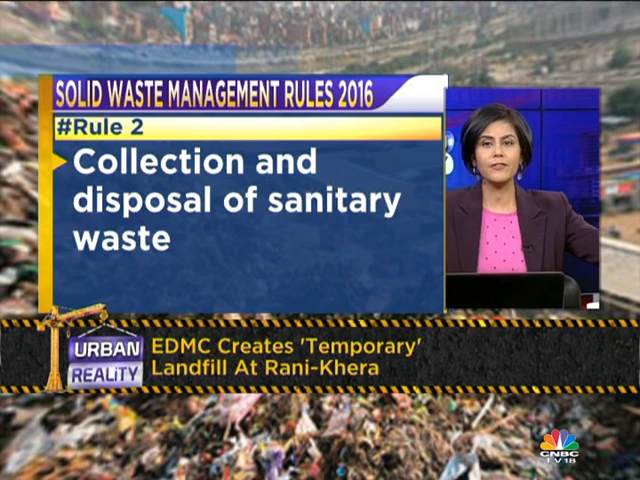 SOLID WASTE MANAGEMENT RULES 2016
#Rule 2
Collection and
disposal of sanitary
waste
URBAN
REALITY
EDMC Creates 'Temporary'
Landfill At Rani-Khera
CNBC
TV18